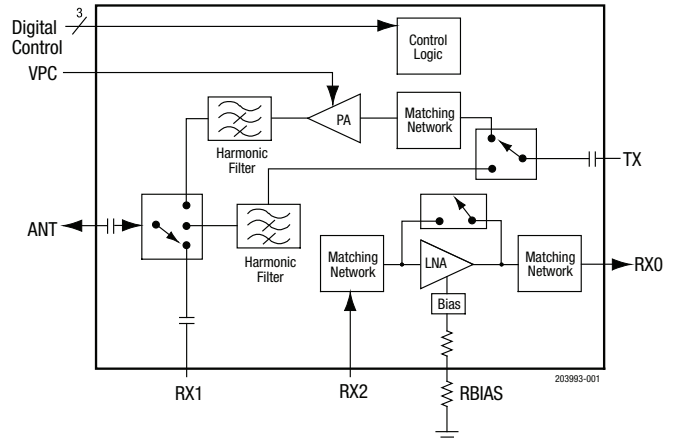 3
Digital
Control
VPC
Control
Logic
PA
Matching
Network
Harmonic
Filter
TX
ANT
Harmonic
Filter
Matching
Network
LNA
Matching
Network
RX0
Bias
203993-001
RX1
RX2
RBIAS